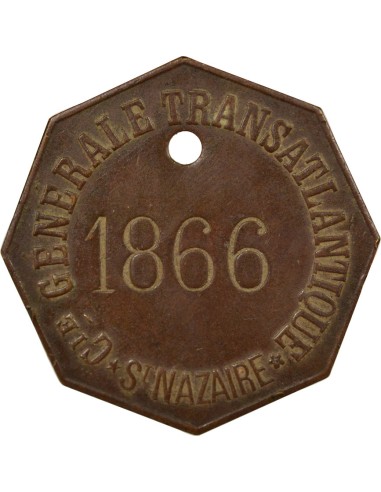 Cie GENERALE TRANSATLANTIQUE
1866
* St NAZAIRE *